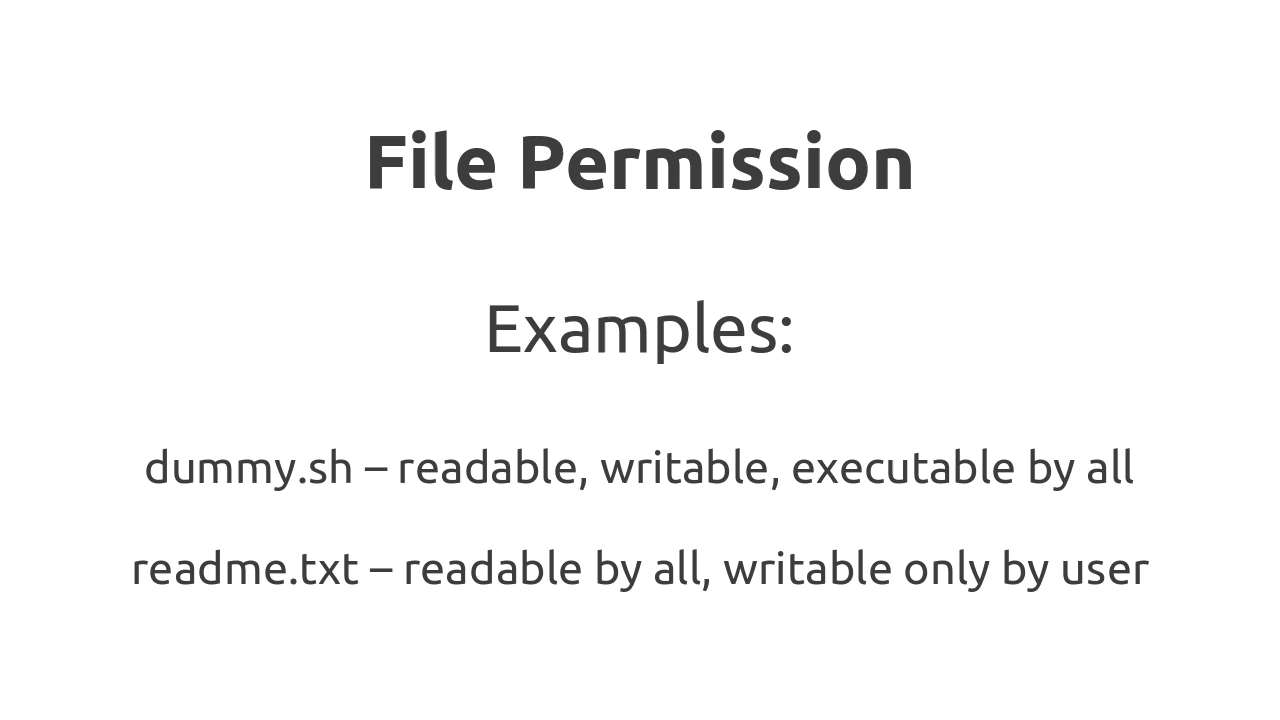 File Permission
Examples:
dummy.sh – readable, writable, executable by all
readme.txt – readable by all, writable only by user